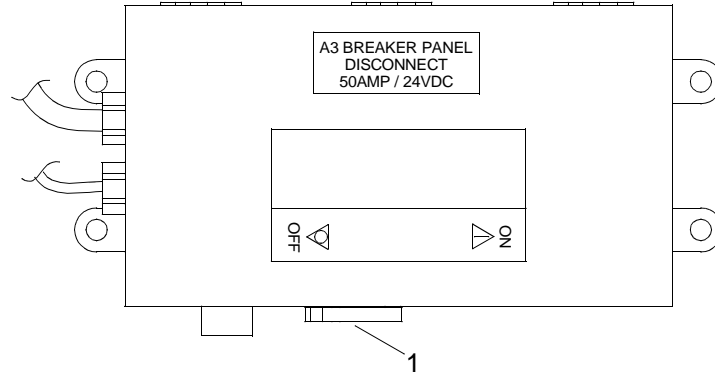 A3 BREAKER PANEL
DISCONNECT
50AMP / 24VDC
OFF
ON
1